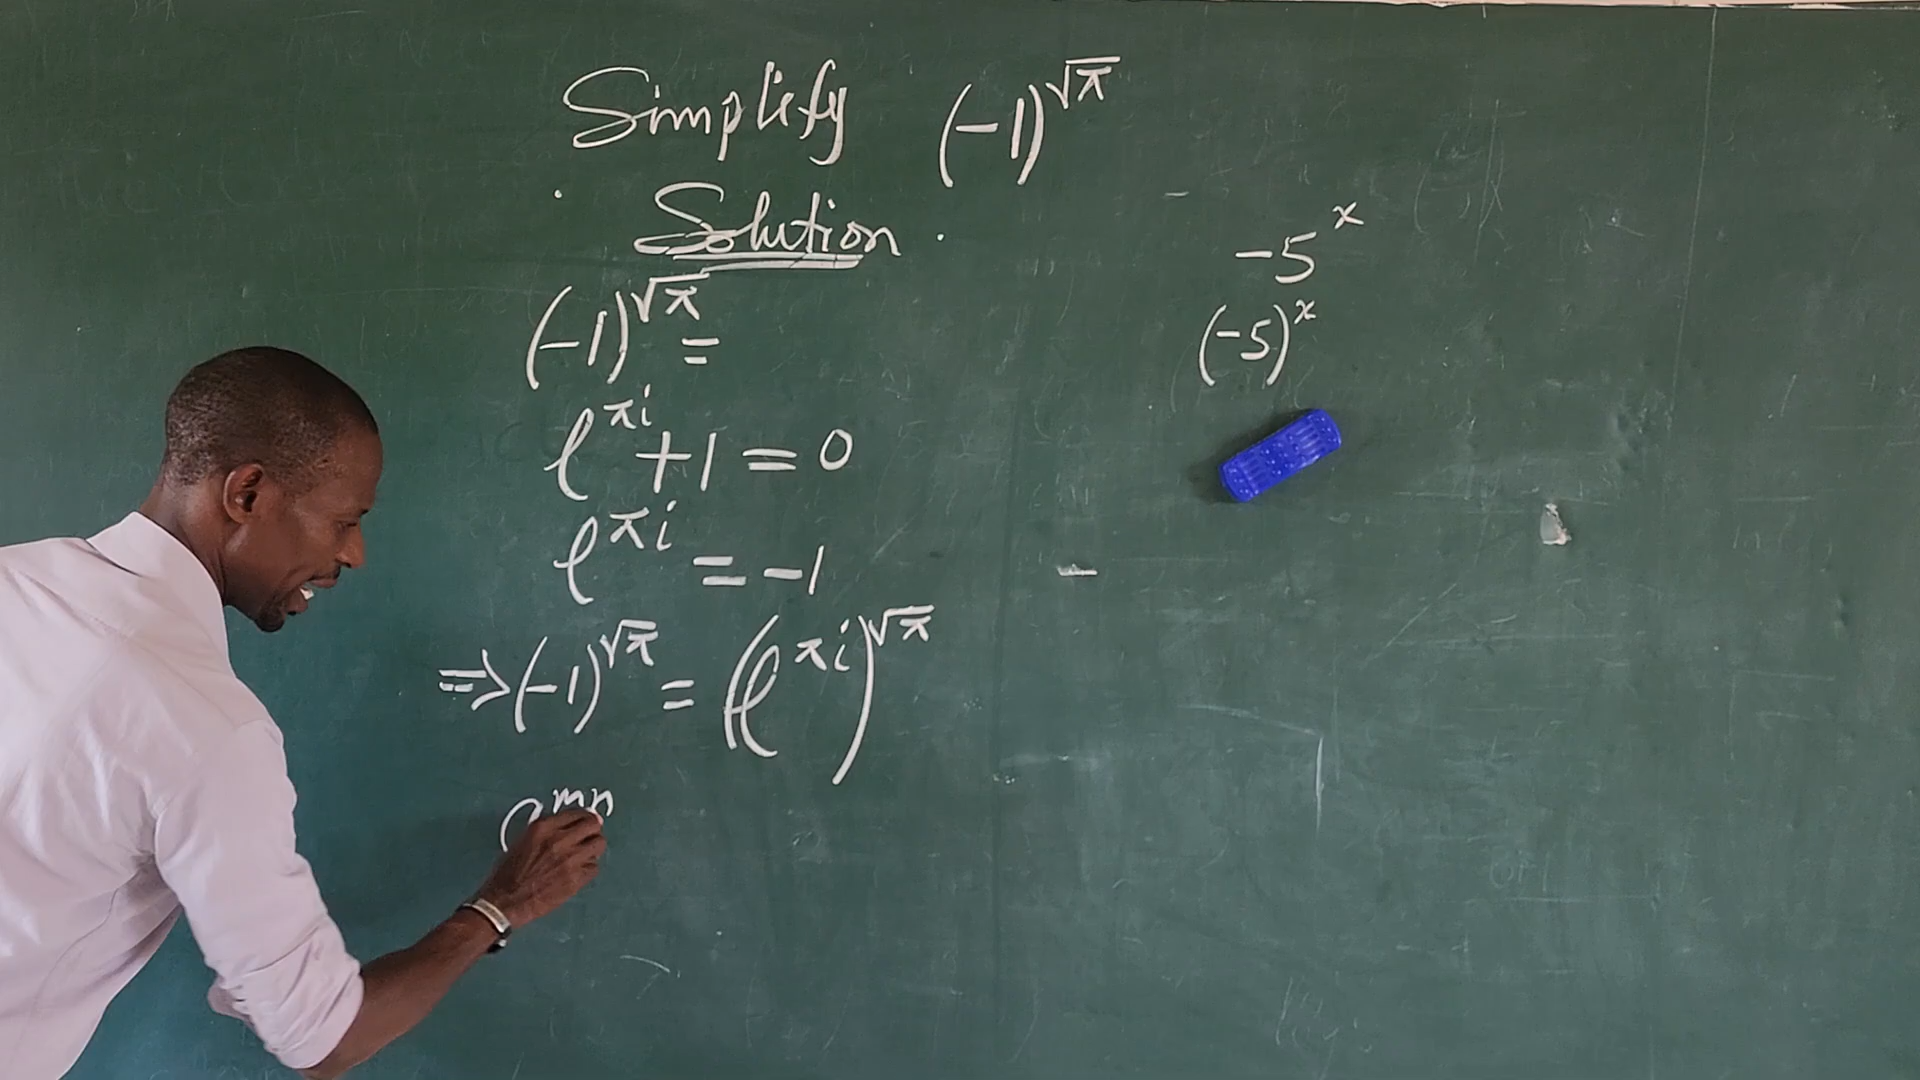 Simplify (-1)^√π
Solution
(-1)^√π =
e^πi + 1 = 0
e^πi = -1
⇒ (-1)^√π = (e^πi)^√π
a^mn
-5^x
(-5)^x